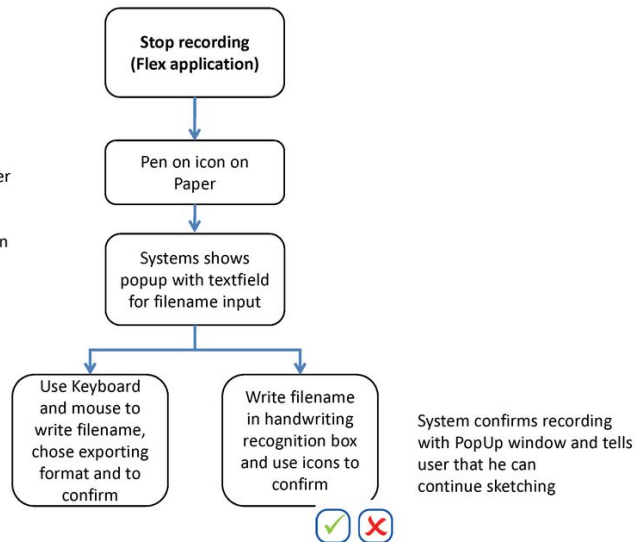 Stop recording
(Flex application)
Pen on icon on
Paper
Systems shows
popup with textfield
for filename input
Use Keyboard
and mouse to
write filename,
chose exporting
format and to
confirm
Write filename
in handwriting
recognition box
and use icons to
confirm
System confirms recording
with PopUp window and tells
user that he can
continue sketching